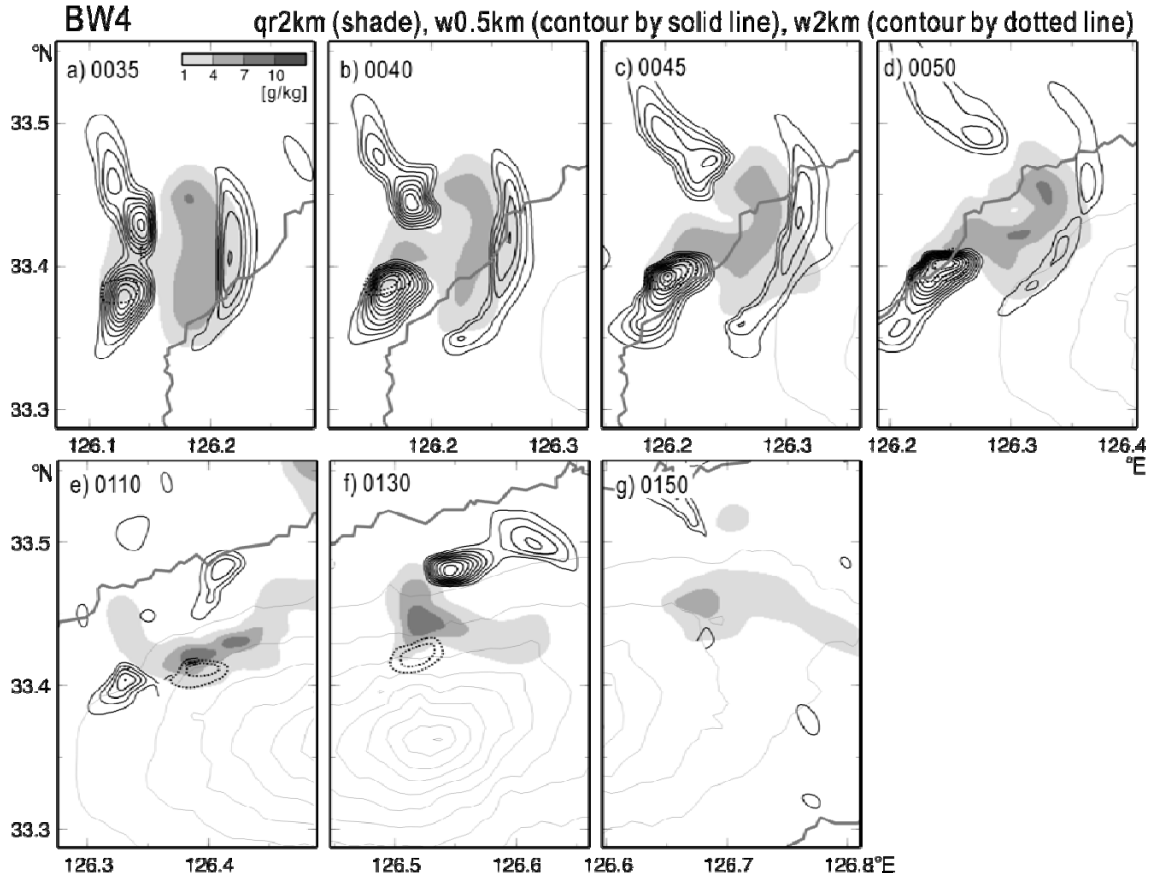 BW4 qr2km (shade), w0.5km (contour by solid line), w2km (contour by dotted line)
°N
a) 0035
1 4 7 10
[g/kg]
b) 0040
c) 0045
d) 0050
33.5
33.4
33.3
126.1 126.2 126.2 126.3 126.2 126.3 126.2 126.3 126.4
°E
°N
e) 0110
f) 0130
g) 0150
33.5
33.4
33.3
126.3 126.4 126.5 126.6 126.6 126.7 126.8 °E